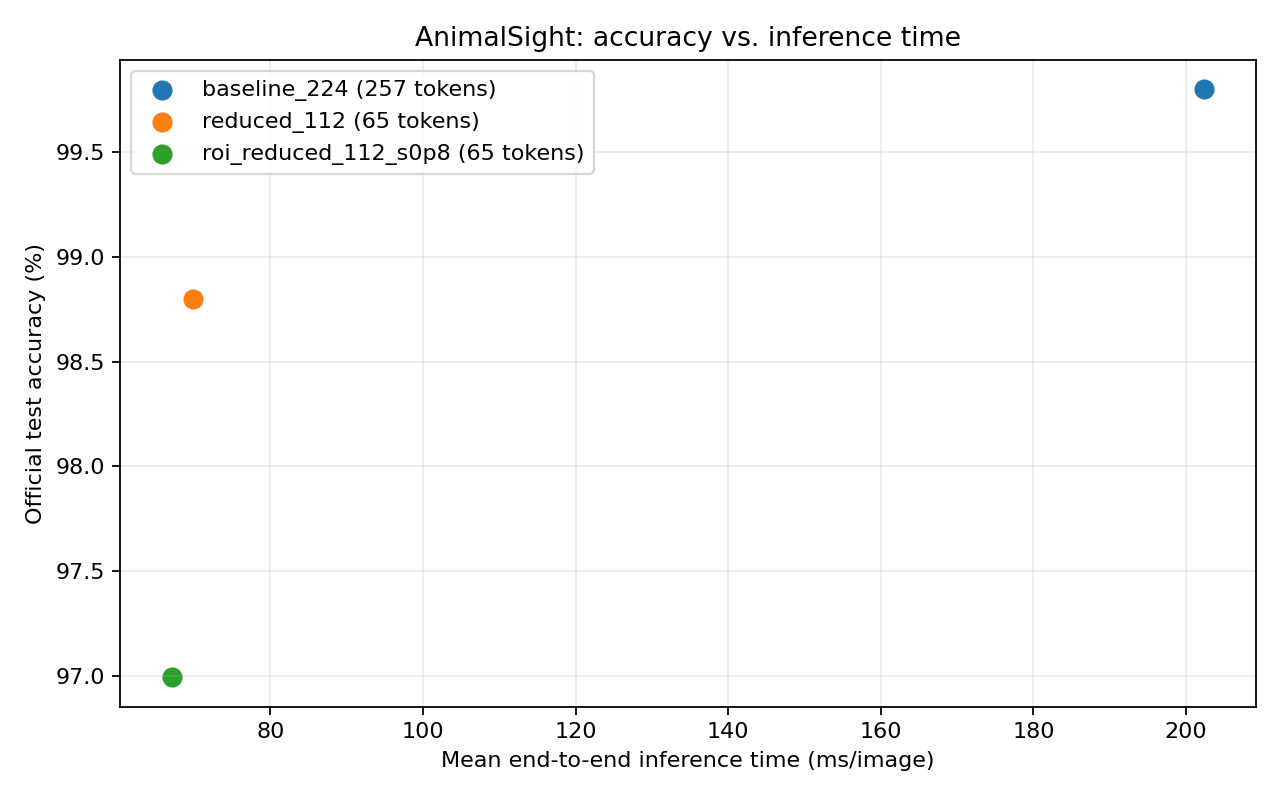 AnimalSight: accuracy vs. inference time
baseline_224 (257 tokens)
reduced_112 (65 tokens)
roi_reduced_112_s0p8 (65 tokens)
Official test accuracy (%)
99.5
99.0
98.5
98.0
97.5
97.0
80 100 120 140 160 180 200
Mean end-to-end inference time (ms/image)